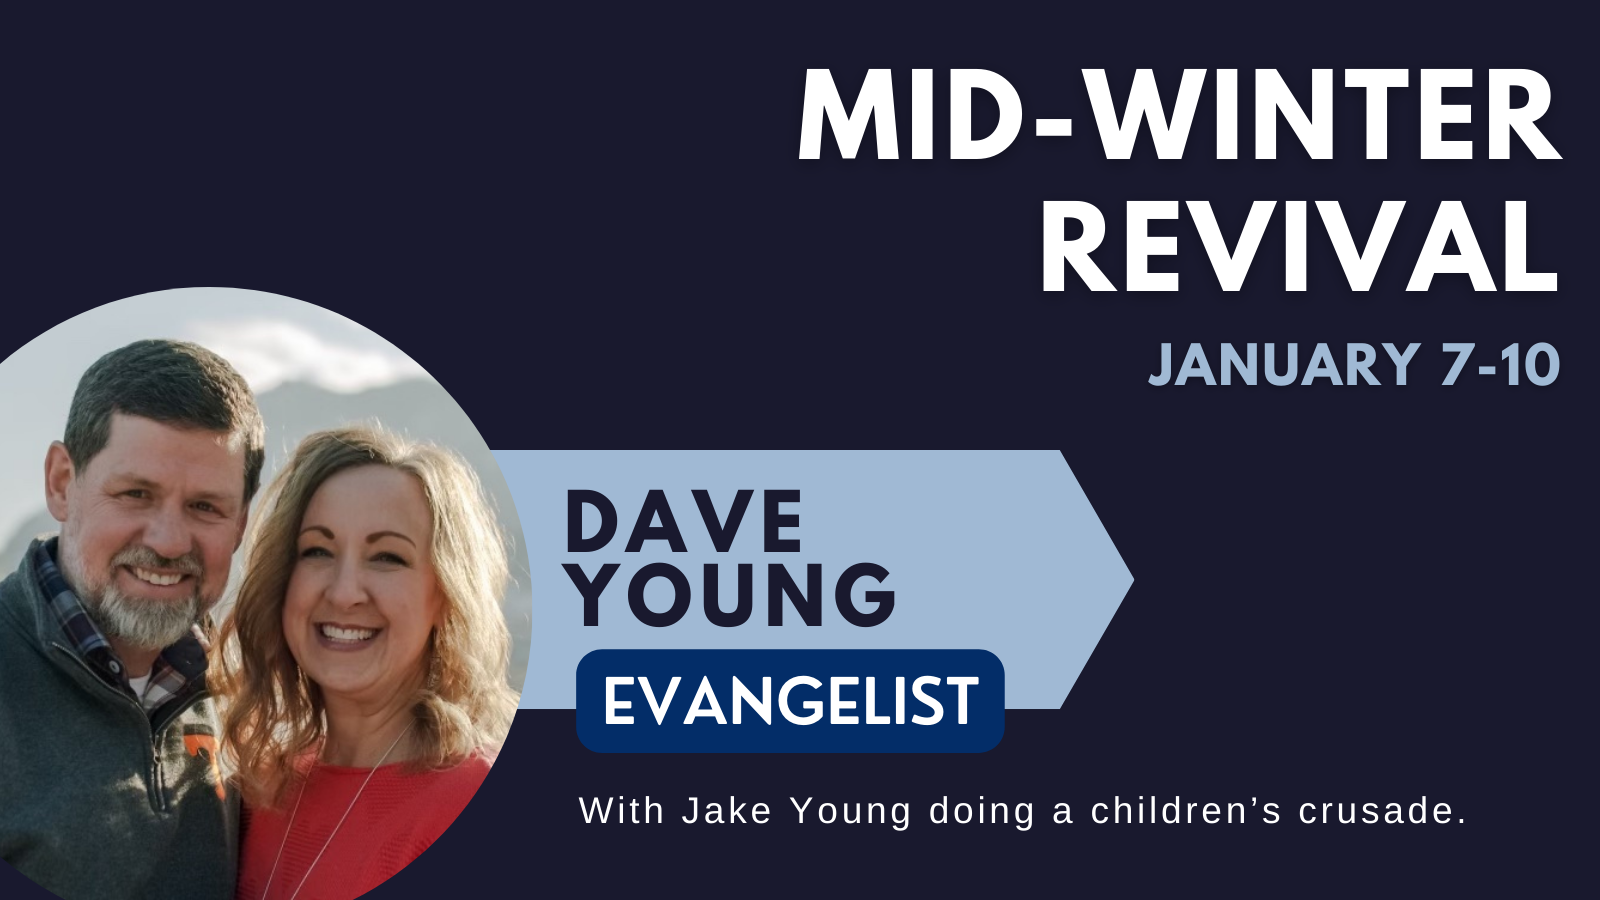 MID-WINTER
REVIVAL
JANUARY 7-10
DAVE
YOUNG
EVANGELIST
With Jake Young doing a children’s crusade.